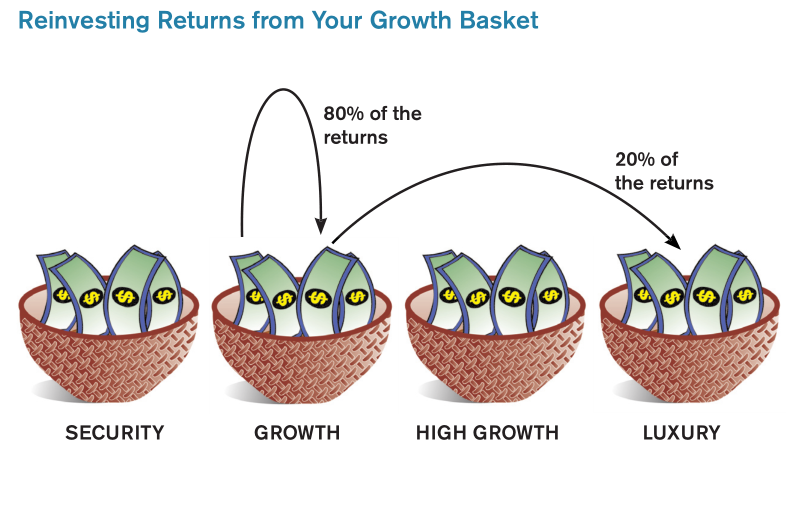 Reinvesting Returns from Your Growth Basket
80% of the
returns
20% of
the returns
$ $ $ $
$ $ $ $
$ $ $ $
$ $ $ $
SECURITY
GROWTH
HIGH GROWTH
LUXURY